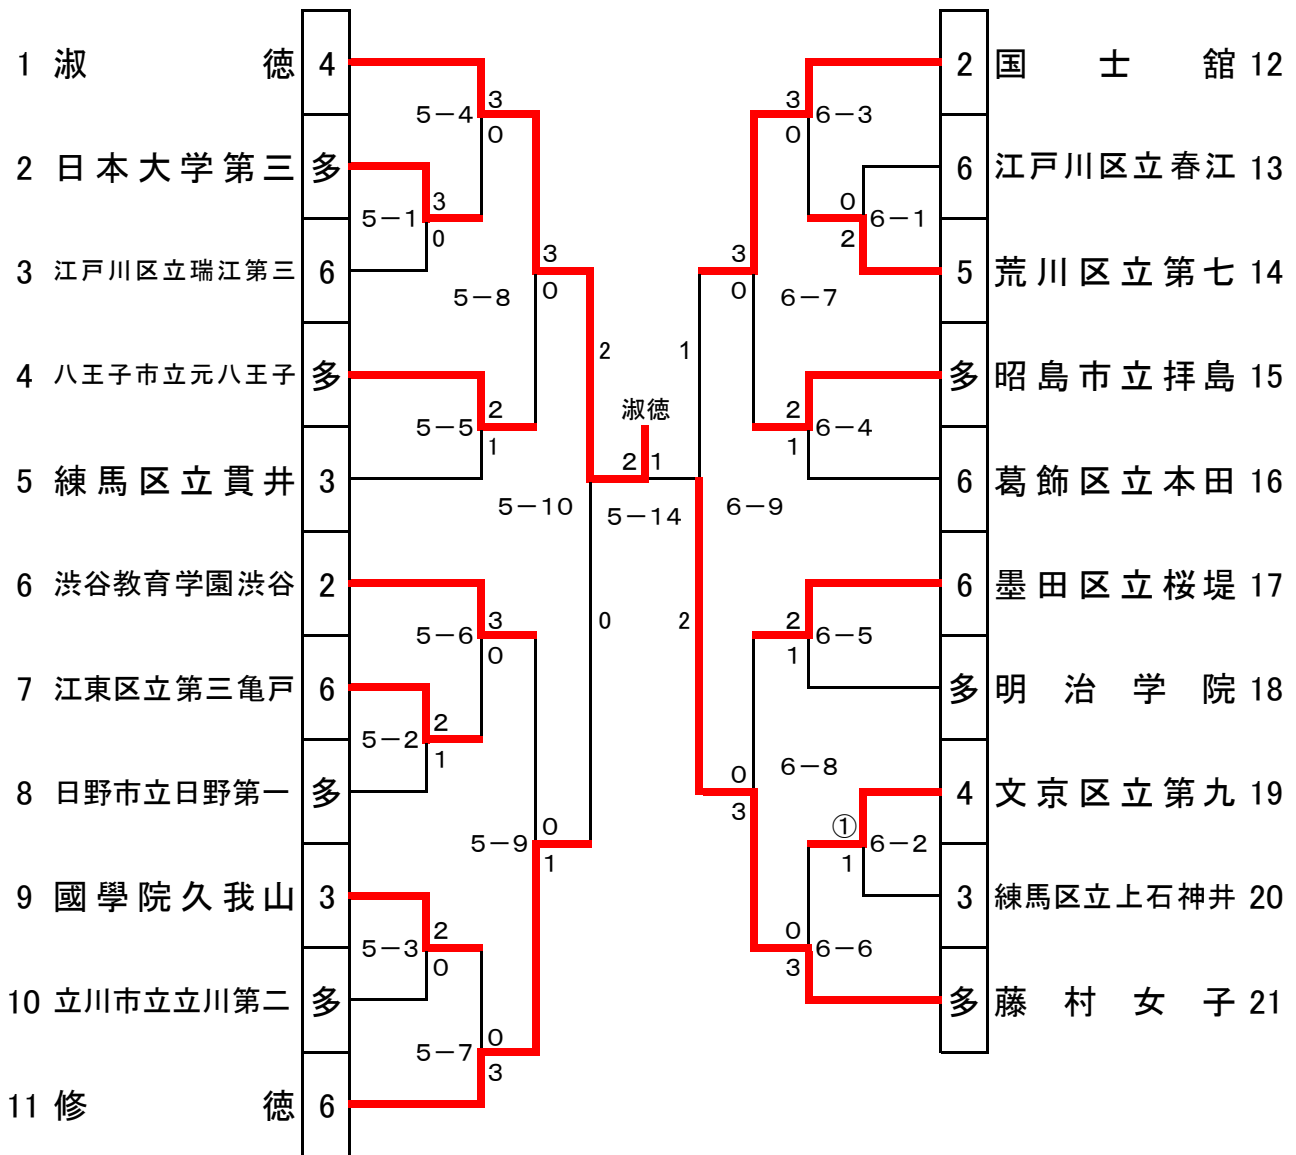 1 淑徳 4
2 日本大学第三 多
3 江戸川区立瑞江第三 6
4 八王子市立元八王子 多
5 練馬区立貫井 3
6 渋谷教育学園渋谷 2
7 江東区立第三亀戸 6
8 日野市立日野第一 多
9 國學院久我山 3
10 立川市立立川第二 多
11 修徳 6
5－4 3 0
5－1 3 0
5－8 3 0
5－5 2 1
5－10 2 0
5－6 3 0
5－2 2 1
5－9 0 1
5－3 2 0
5－7 0 3
淑徳
2 1
5－14
2 国士舘 12
6 江戸川区立春江 13
5 荒川区立第七 14
多 昭島市立拝島 15
6 葛飾区立本田 16
6 墨田区立桜堤 17
多 明治学院 18
4 文京区立第九 19
3 練馬区立上石神井 20
多 藤村女子 21
3 0 6－3
0 2 6－1
3 0 6－7
2 1 6－4
1 2 6－9
2 1 6－5
0 3 6－8
① 1 6－2
0 3 6－6